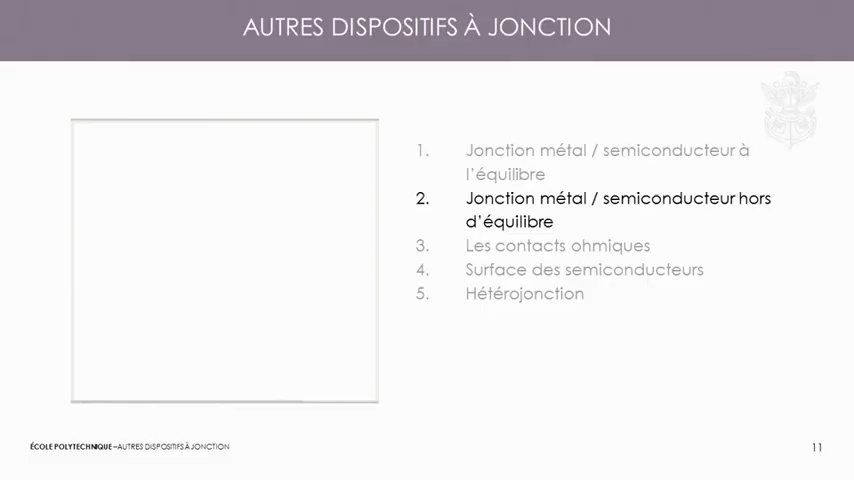 AUTRES DISPOSITIFS À JONCTION
1. Jonction métal / semiconducteur à
l'équilibre
2. Jonction métal / semiconducteur hors
d'équilibre
3. Les contacts ohmiques
4. Surface des semiconducteurs
5. Hétérojonction
ÉCOLE POLYTECHNIQUE –AUTRES DISPOSITIFS À JONCTION
11